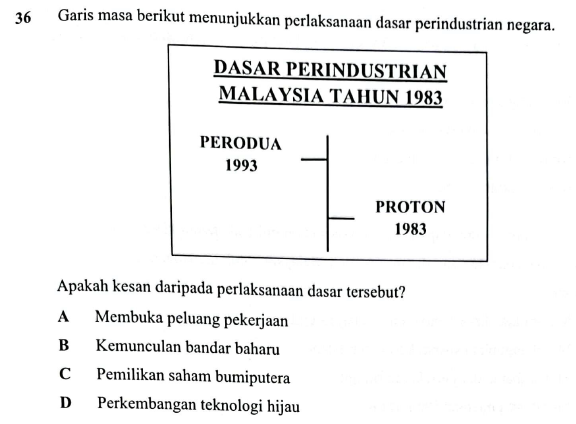 36 Garis masa berikut menunjukkan perlaksanaan dasar perindustrian negara.
DASAR PERINDUSTRIAN
MALAYSIA TAHUN 1983
PERODUA
1993
PROTON
1983
Apakah kesan daripada perlaksanaan dasar tersebut?
A Membuka peluang pekerjaan
B Kemunculan bandar baharu
C Pemilikan saham bumiputera
D Perkembangan teknologi hijau